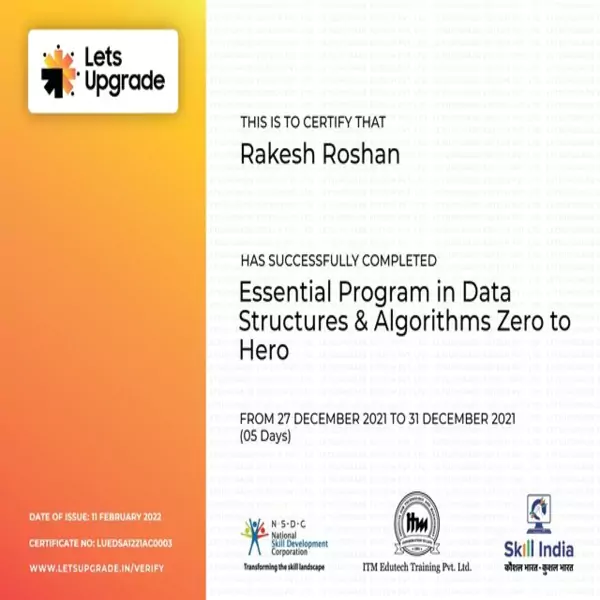 Lets
Upgrade
THIS IS TO CERTIFY THAT
Rakesh Roshan
HAS SUCCESSFULLY COMPLETED
Essential Program in Data
Structures & Algorithms Zero to
Hero
FROM 27 DECEMBER 2021 TO 31 DECEMBER 2021
(05 Days)
DATE OF ISSUE: 11 FEBRUARY 2022
CERTIFICATE NO: LUEDSA1221AC0003
WWW.LETSUPGRADE.IN/VERIFY
N·S·D·C
National
Skill Development
Corporation
Transforming the skill landscape
ITM
ITM Edutech Training Pvt. Ltd.
Skill India
कौशल भारत - कुशल भारत